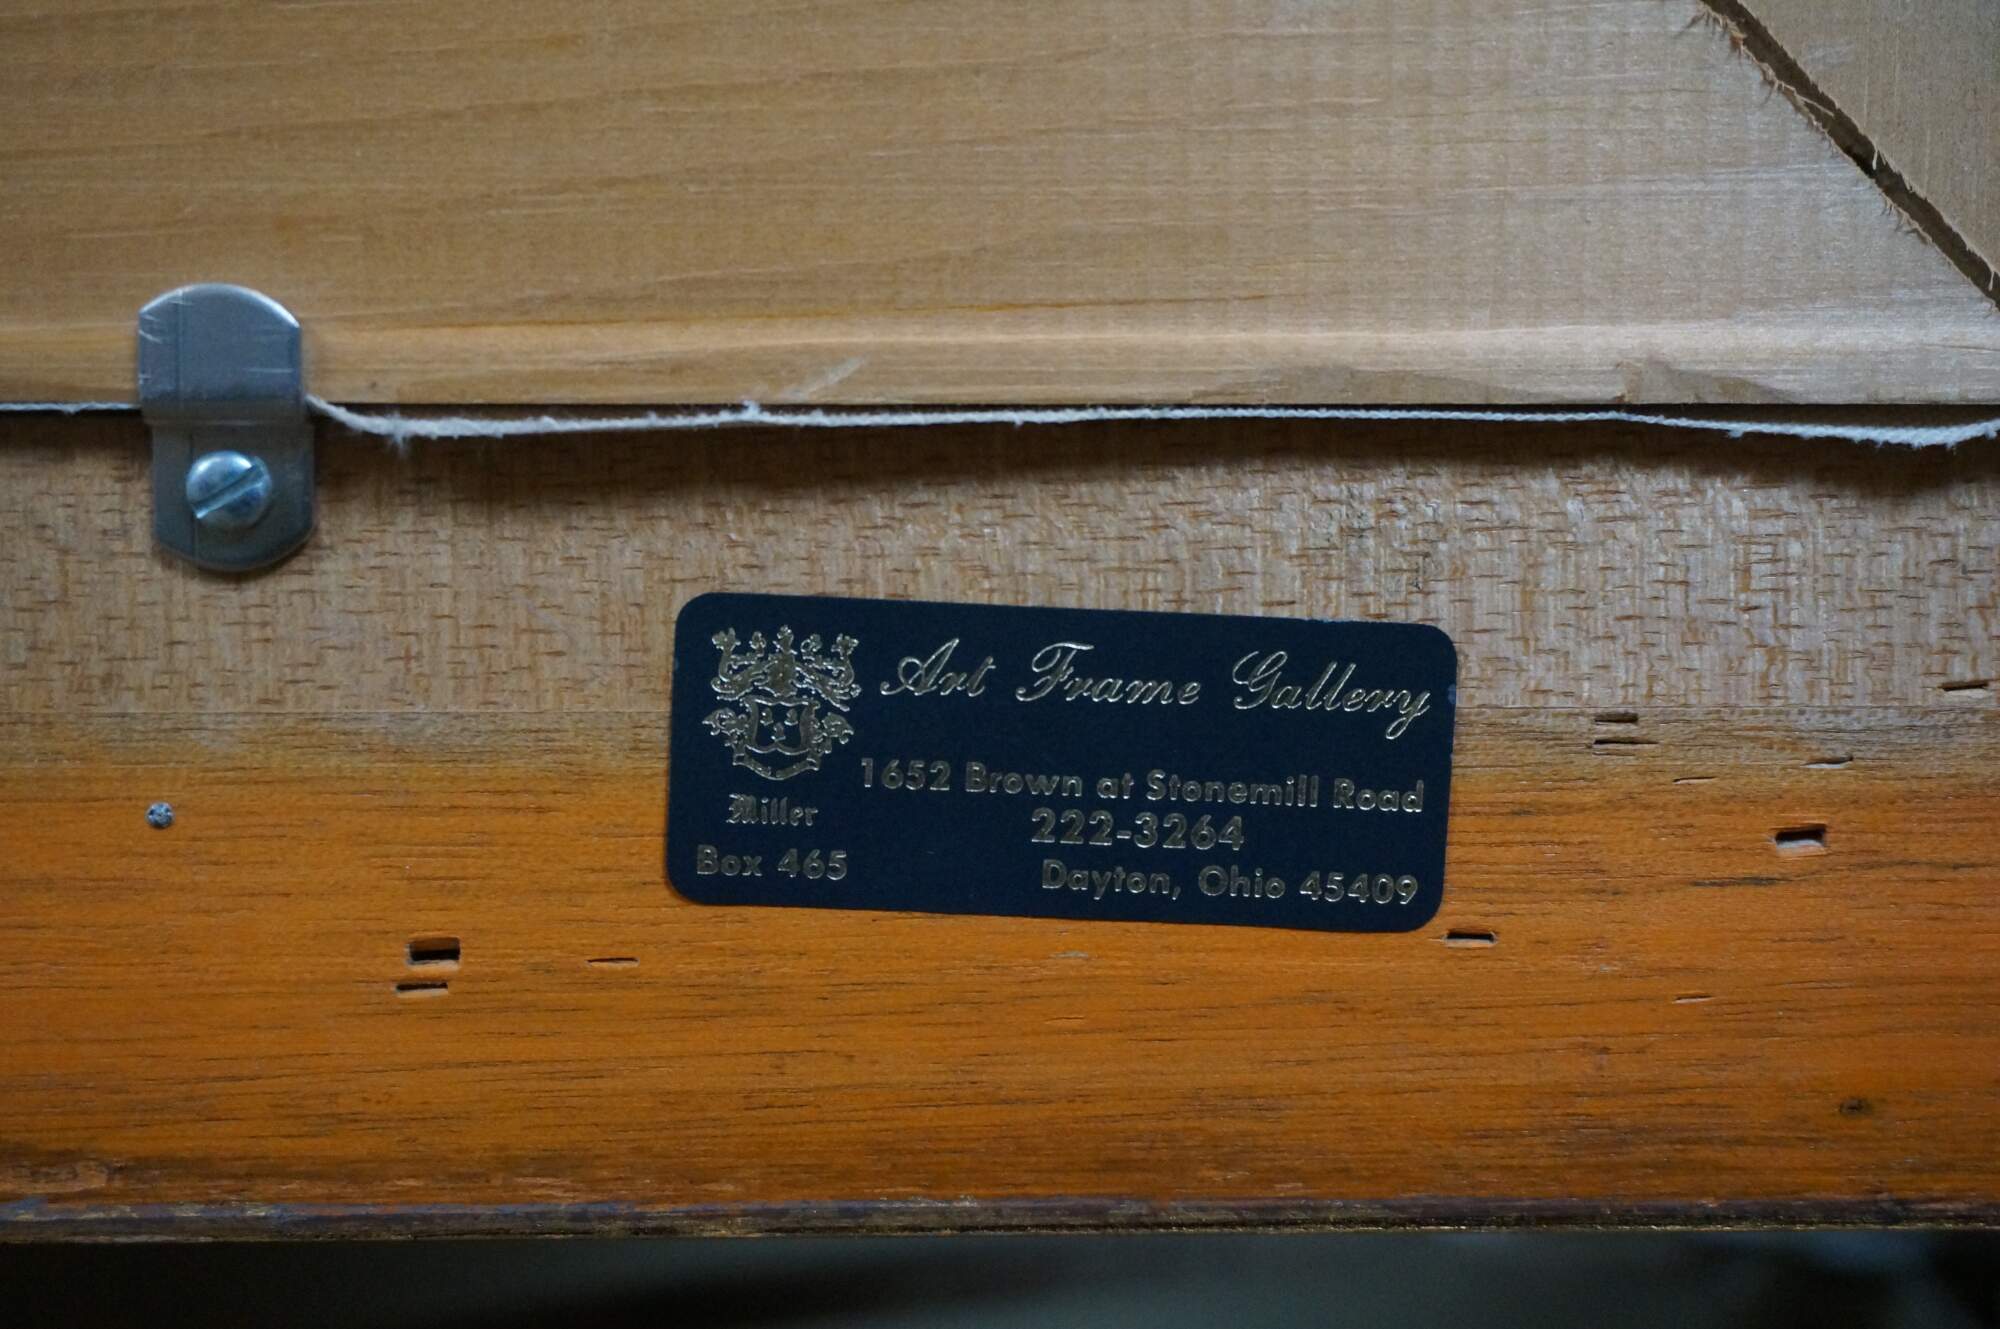 Art Frame Gallery
1652 Brown at Stonemill Road
222-3264
Miller
Box 465
Dayton, Ohio 45409